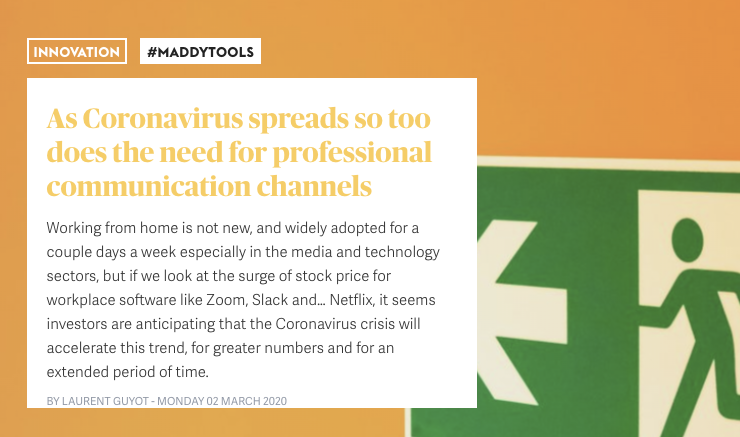 INNOVATION
#MADDYTOOLS
As Coronavirus spreads so too
does the need for professional
communication channels
Working from home is not new, and widely adopted for a
couple days a week especially in the media and technology
sectors, but if we look at the surge of stock price for
workplace software like Zoom, Slack and... Netflix, it seems
investors are anticipating that the Coronavirus crisis will
accelerate this trend, for greater numbers and for an
extended period of time.
BY LAURENT GUYOT - MONDAY 02 MARCH 2020